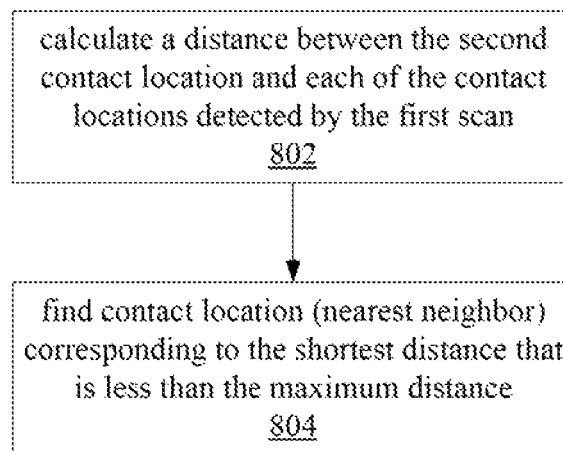 calculate a distance between the second
contact location and each of the contact
locations detected by the first scan
802
find contact location (nearest neighbor)
corresponding to the shortest distance that
is less than the maximum distance
804